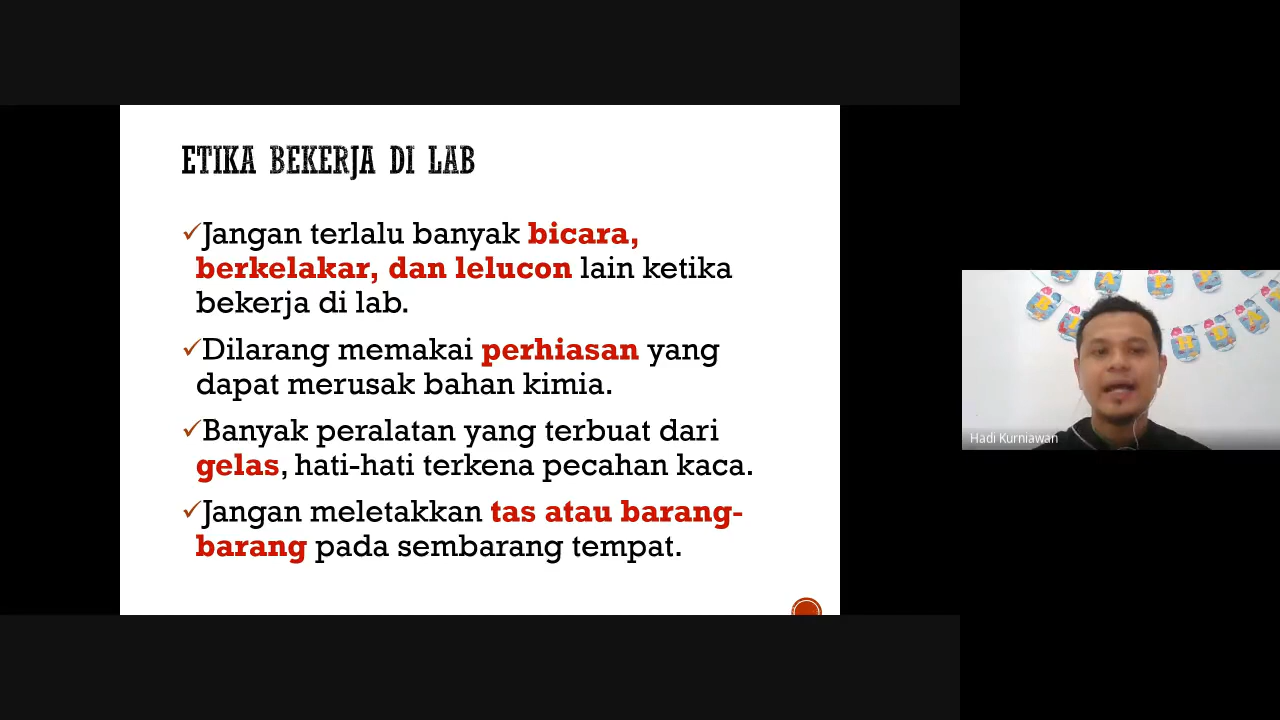 ETIKA BEKERJA DI LAB
✓Jangan terlalu banyak bicara,
berkelakar, dan lelucon lain ketika
bekerja di lab.
✓Dilarang memakai perhiasan yang
dapat merusak bahan kimia.
✓Banyak peralatan yang terbuat dari
gelas, hati-hati terkena pecahan kaca.
✓Jangan meletakkan tas atau barang-
barang pada sembarang tempat.
Hadi Kurniawan